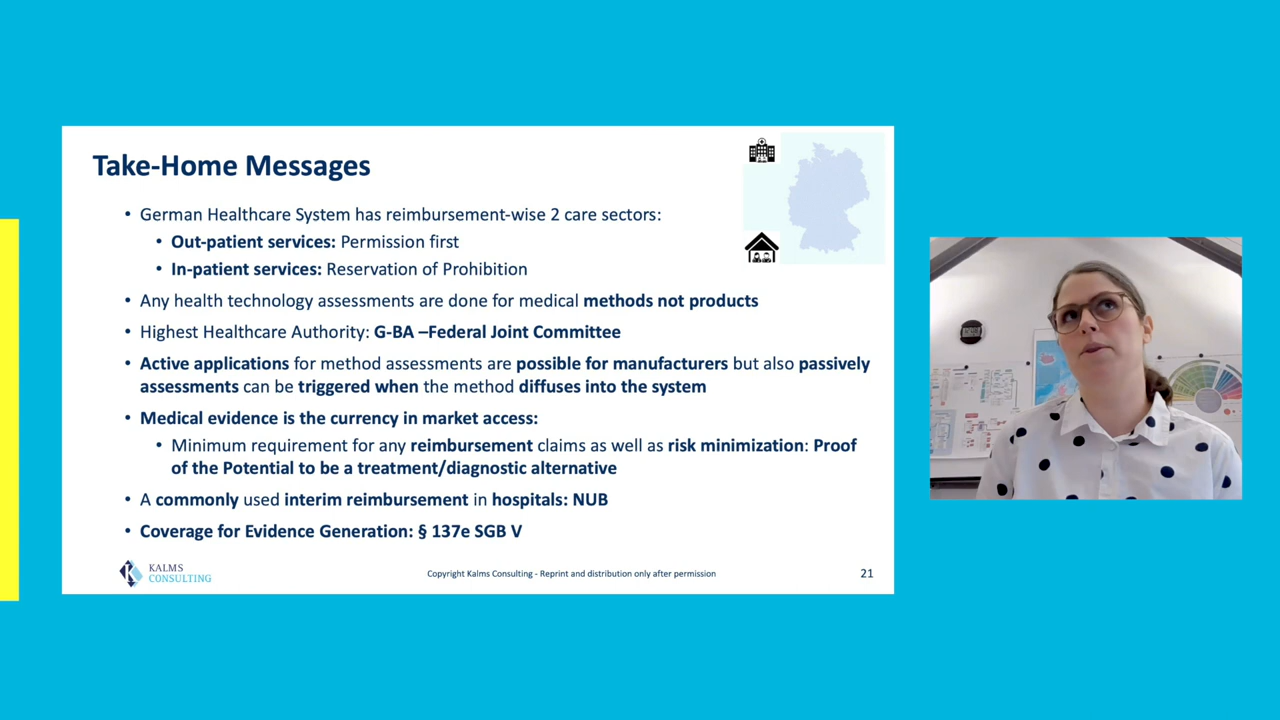 Take-Home Messages
• German Healthcare System has reimbursement-wise 2 care sectors:
• Out-patient services: Permission first
• In-patient services: Reservation of Prohibition
• Any health technology assessments are done for medical methods not products
• Highest Healthcare Authority: G-BA –Federal Joint Committee
• Active applications for method assessments are possible for manufacturers but also passively
assessments can be triggered when the method diffuses into the system
• Medical evidence is the currency in market access:
• Minimum requirement for any reimbursement claims as well as risk minimization: Proof
of the Potential to be a treatment/diagnostic alternative
• A commonly used interim reimbursement in hospitals: NUB
• Coverage for Evidence Generation: § 137e SGB V
KALMS
CONSULTING
Copyright Kalms Consulting - Reprint and distribution only after permission
21